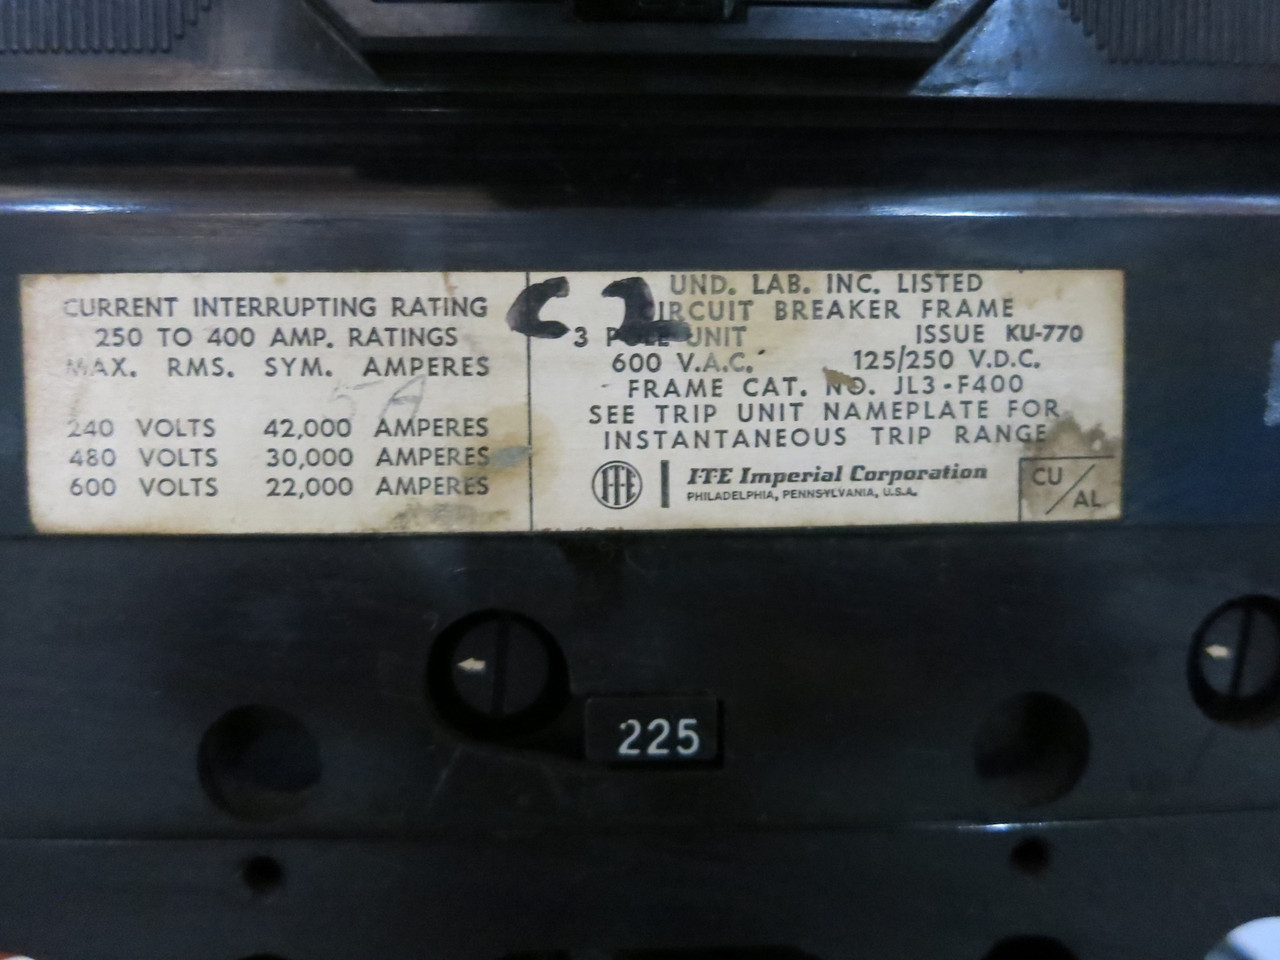 CURRENT INTERRUPTING RATING
250 TO 400 AMP. RATINGS
MAX. RMS. SYM. AMPERES
5A
240 VOLTS 42,000 AMPERES
480 VOLTS 30,000 AMPERES
600 VOLTS 22,000 AMPERES
C2
UND. LAB. INC. LISTED
CIRCUIT BREAKER FRAME
3 POLE UNIT ISSUE KU-770
600 V.A.C. 125/250 V.D.C.
FRAME CAT. NO. JL3-F400
SEE TRIP UNIT NAMEPLATE FOR
INSTANTANEOUS TRIP RANGE
ITE I-T-E Imperial Corporation
PHILADELPHIA, PENNSYLVANIA, U.S.A.
CU/AL
225